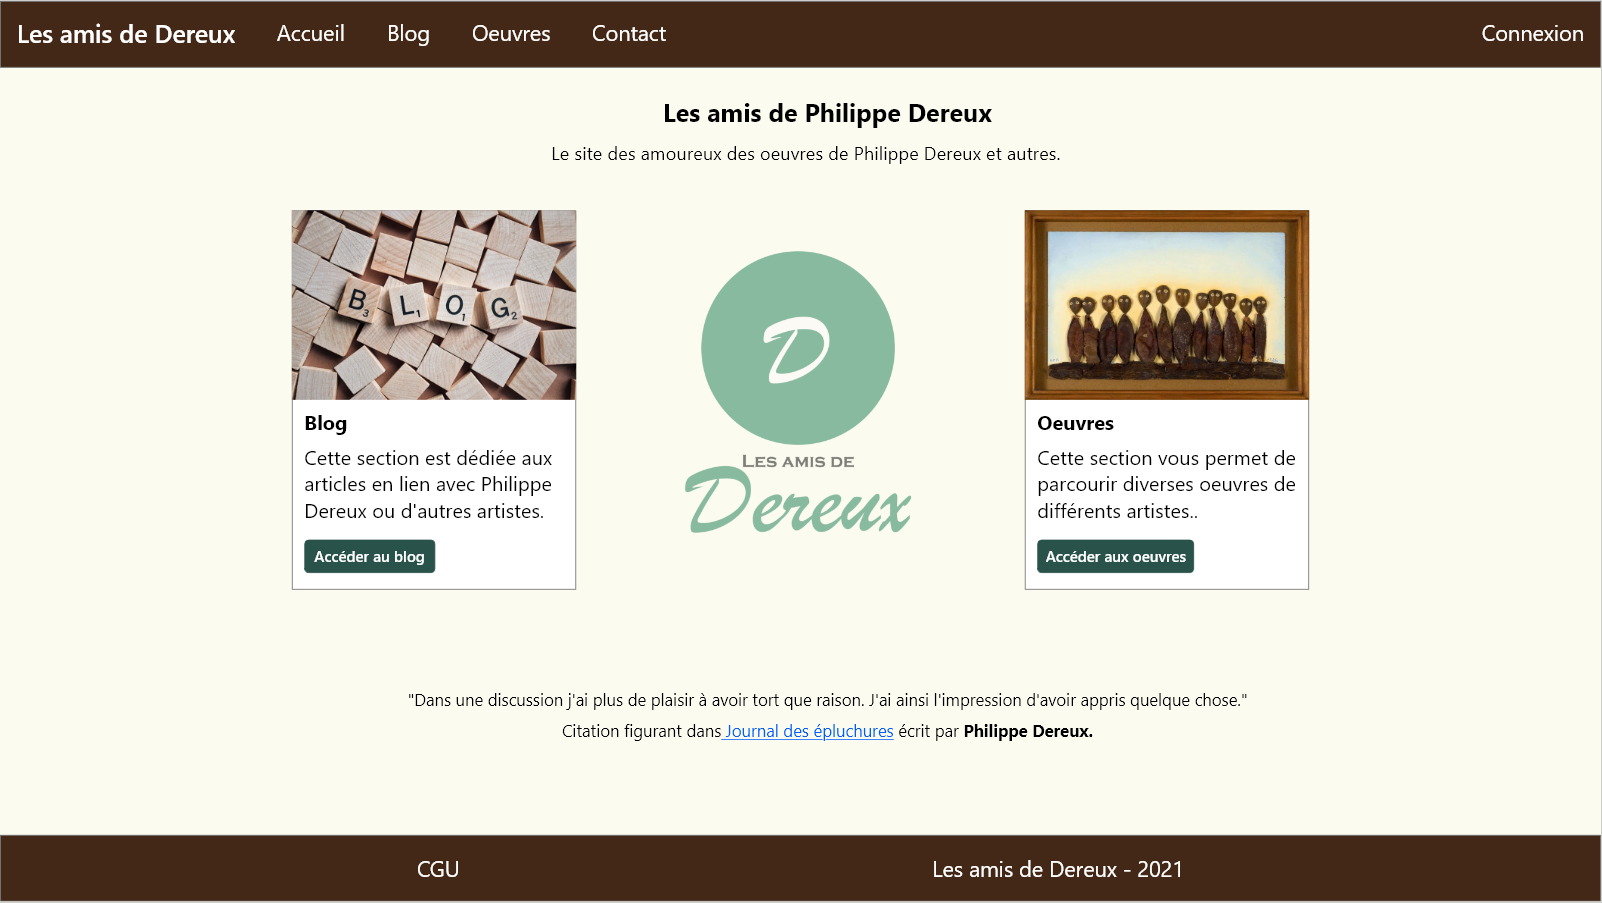 Les amis de Dereux Accueil Blog Oeuvres Contact Connexion
Les amis de Philippe Dereux
Le site des amoureux des oeuvres de Philippe Dereux et autres.
B3 L1 O1 G2
Blog
Cette section est dédiée aux
articles en lien avec Philippe
Dereux ou d'autres artistes.
Accéder au blog
D
LES AMIS DE
Dereux
Oeuvres
Cette section vous permet de
parcourir diverses oeuvres de
différents artistes..
Accéder aux oeuvres
"Dans une discussion j'ai plus de plaisir à avoir tort que raison. J'ai ainsi l'impression d'avoir appris quelque chose."
Citation figurant dans Journal des épluchures écrit par Philippe Dereux.
CGU Les amis de Dereux - 2021